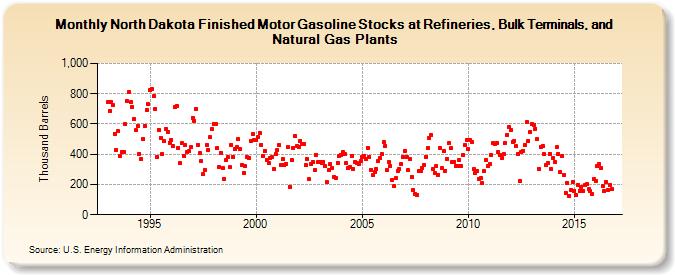 Monthly North Dakota Finished Motor Gasoline Stocks at Refineries, Bulk Terminals, and
Natural Gas Plants
Thousand Barrels
1,000
800
600
400
200
0
1995
2000
2005
2010
2015
Source: U.S. Energy Information Administration